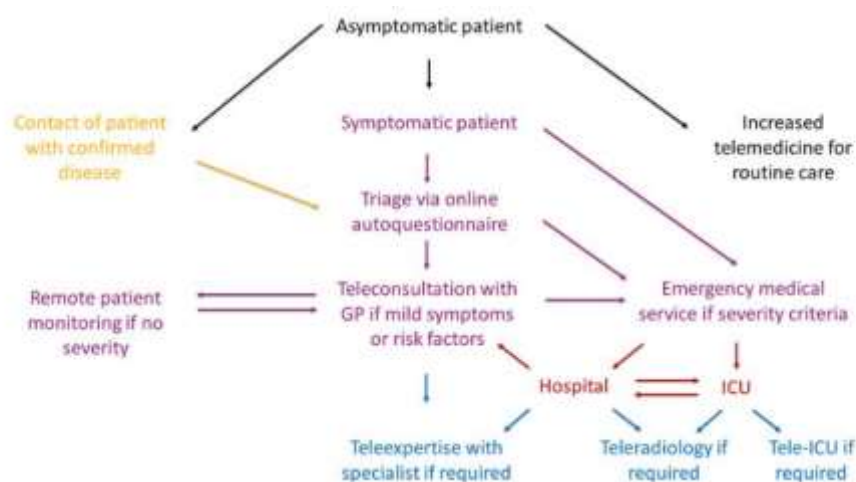 Asymptomatic patient
Contact of patient
with confirmed
disease
Symptomatic patient
Increased
telemedicine for
routine care
Triage via online
autoquestionnaire
Remote patient
monitoring if no
severity
Teleconsultation with
GP if mild symptoms
or risk factors
Emergency medical
service if severity criteria
Hospital
ICU
Teleexpertise with
specialist if required
Teleradiology if
required
Tele-ICU if
required